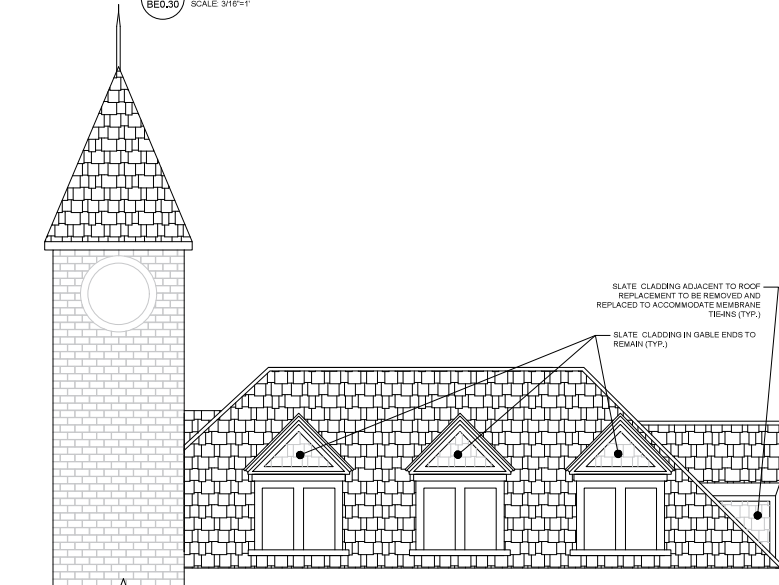 BE0.30
SCALE: 3/16"=1'
SLATE CLADDING ADJACENT TO ROOF
REPLACEMENT TO BE REMOVED AND
REPLACED TO ACCOMMODATE MEMBRANE
TIE-INS (TYP.)
SLATE CLADDING IN GABLE ENDS TO
REMAIN (TYP.)